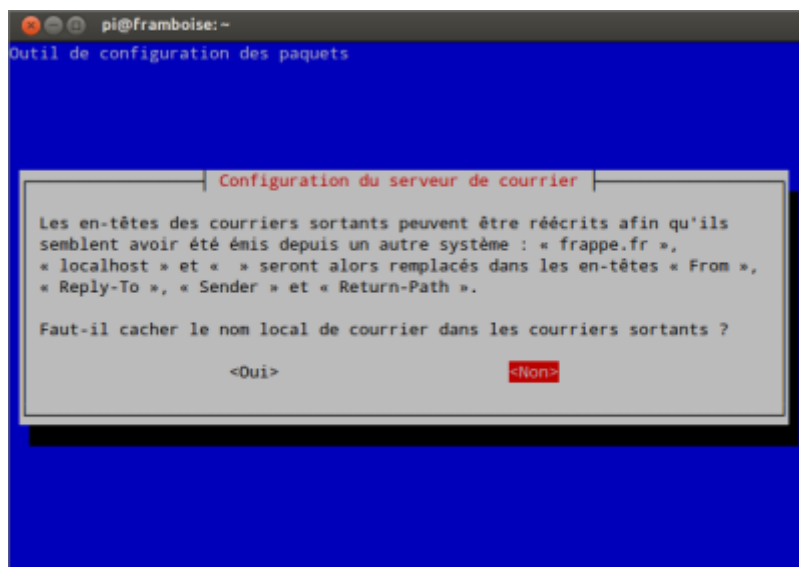 pi@framboise: ~
Outil de configuration des paquets
Configuration du serveur de courrier
Les en-têtes des courriers sortants peuvent être réécrits afin qu'ils
semblent avoir été émis depuis un autre système : « frappe.fr »,
« localhost » et «  » seront alors remplacés dans les en-têtes « From »,
« Reply-To », « Sender » et « Return-Path ».
Faut-il cacher le nom local de courrier dans les courriers sortants ?
<Oui> <Non>